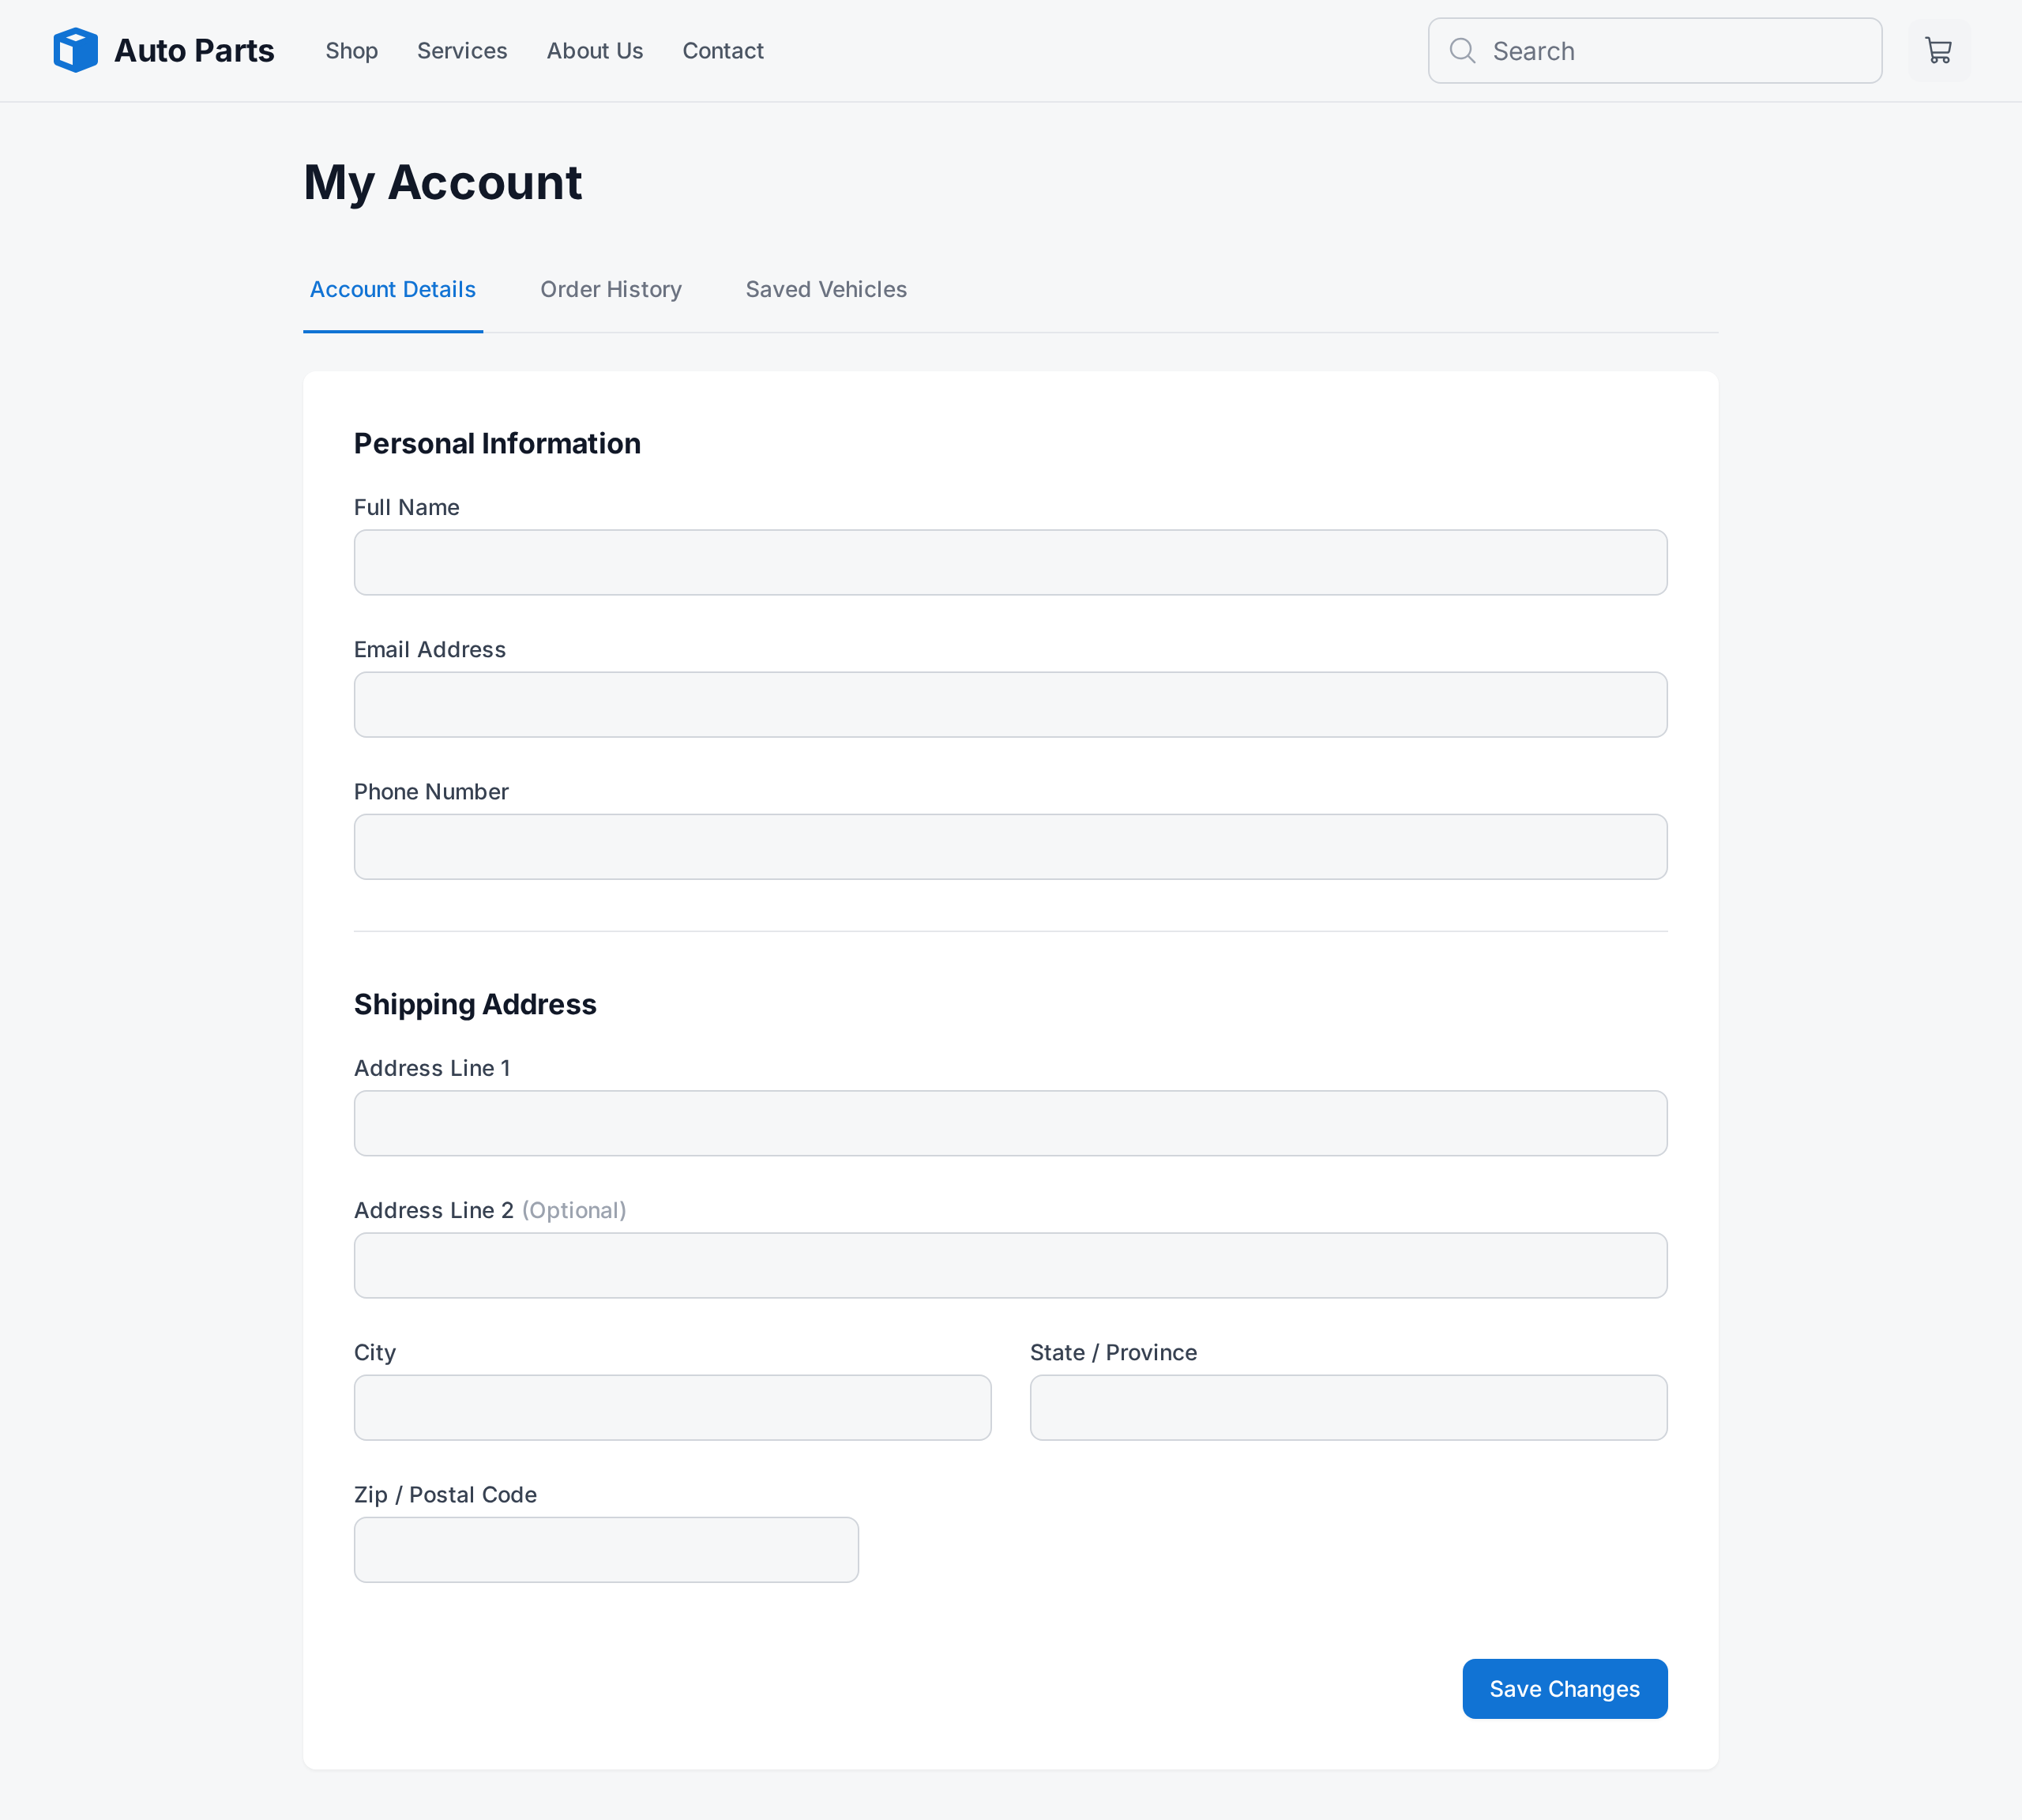 Auto Parts Shop Services About Us Contact Search
My Account
Account Details Order History Saved Vehicles
Personal Information
Full Name
Email Address
Phone Number
Shipping Address
Address Line 1
Address Line 2 (Optional)
City State / Province
Zip / Postal Code
Save Changes